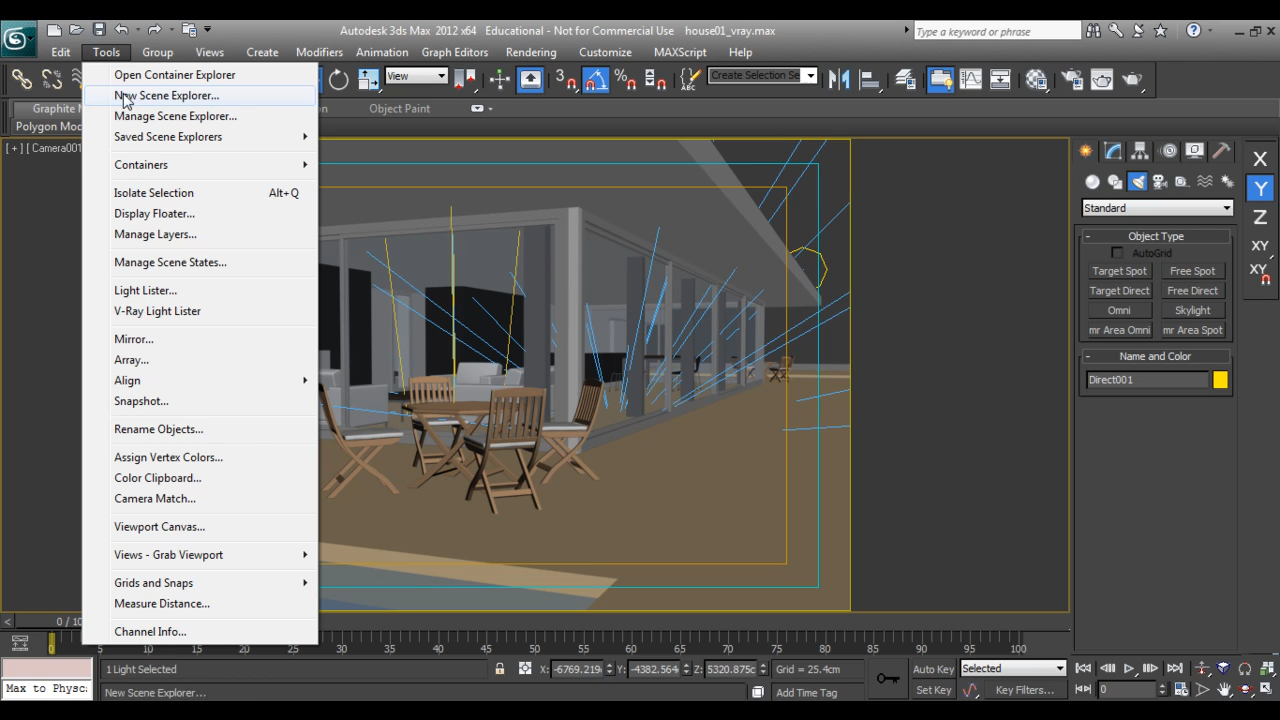 Autodesk 3ds Max 2012 x64 Educational - Not for Commercial Use house01_vray.max
Type a keyword or phrase
Edit Tools Group Views Create Modifiers Animation Graph Editors Rendering Customize MAXScript Help
View
Create Selection Se
Graphite M
Object Paint
Polygon Mod
[ + ] [ Camera001
Open Container Explorer
New Scene Explorer...
Manage Scene Explorer...
Saved Scene Explorers
Containers
Isolate Selection Alt+Q
Display Floater...
Manage Layers...
Manage Scene States...
Light Lister...
V-Ray Light Lister
Mirror...
Array...
Align
Snapshot...
Rename Objects...
Assign Vertex Colors...
Color Clipboard...
Camera Match...
Viewport Canvas...
Views - Grab Viewport
Grids and Snaps
Measure Distance...
Channel Info...
X
Y
Z
XY
XY
Standard
- Object Type
AutoGrid
Target Spot Free Spot
Target Direct Free Direct
Omni Skylight
mr Area Omni mr Area Spot
- Name and Color
Direct001
< 0 / 10
0 5 10 15 20 25 30 35 40 45 50 55 60 65 70 75 80 85 90 95 100
1 Light Selected
X: -6769.219 Y: -4382.564 Z: 5320.875c Grid = 25.4cm
Auto Key Selected
Max to Physc
New Scene Explorer...
Add Time Tag
Set Key Key Filters... 0